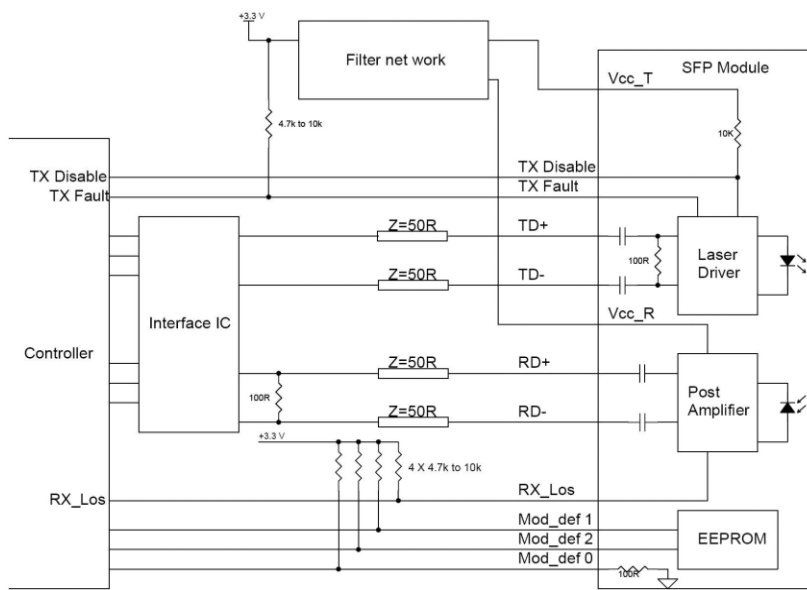 +3.3 V
Filter net work
SFP Module
Vcc_T
4.7k to 10k
10K
TX Disable
TX Disable
TX Fault
TX Fault
Z=50R
TD+
100R
Laser
Driver
Z=50R
TD-
Interface IC
Vcc_R
Controller
Z=50R
RD+
100R
Post
Amplifier
Z=50R
RD-
+3.3 V
4 X 4.7k to 10k
RX_Los
RX_Los
Mod_def 1
Mod_def 2
EEPROM
Mod_def 0
100R